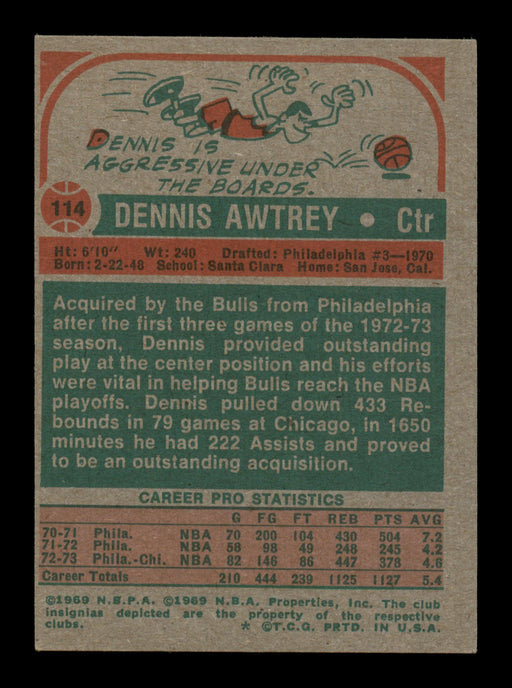 DENNIS IS
AGGRESSIVE UNDER
THE BOARDS.
114 DENNIS AWTREY • Ctr
Ht: 6'10" Wt: 240 Drafted: Philadelphia #3—1970
Born: 2-22-48 School: Santa Clara Home: San Jose, Cal.
Acquired by the Bulls from Philadelphia
after the first three games of the 1972-73
season, Dennis provided outstanding
play at the center position and his efforts
were vital in helping Bulls reach the NBA
playoffs. Dennis pulled down 433 Re-
bounds in 79 games at Chicago, in 1650
minutes he had 222 Assists and proved
to be an outstanding acquisition.
CAREER PRO STATISTICS
G FG FT REB PTS AVG
70-71 Phila. NBA 70 200 104 430 504 7.2
71-72 Phila. NBA 58 98 49 248 245 4.2
72-73 Phila.-Chi. NBA 82 146 86 447 378 4.6
Career Totals 210 444 239 1125 1127 5.4
©1969 N.B.P.A. ©1969 N.B.A. Properties, Inc. The club
insignias depicted are the property of the respective
clubs. * ©T.C.G. PRTD. IN U.S.A.